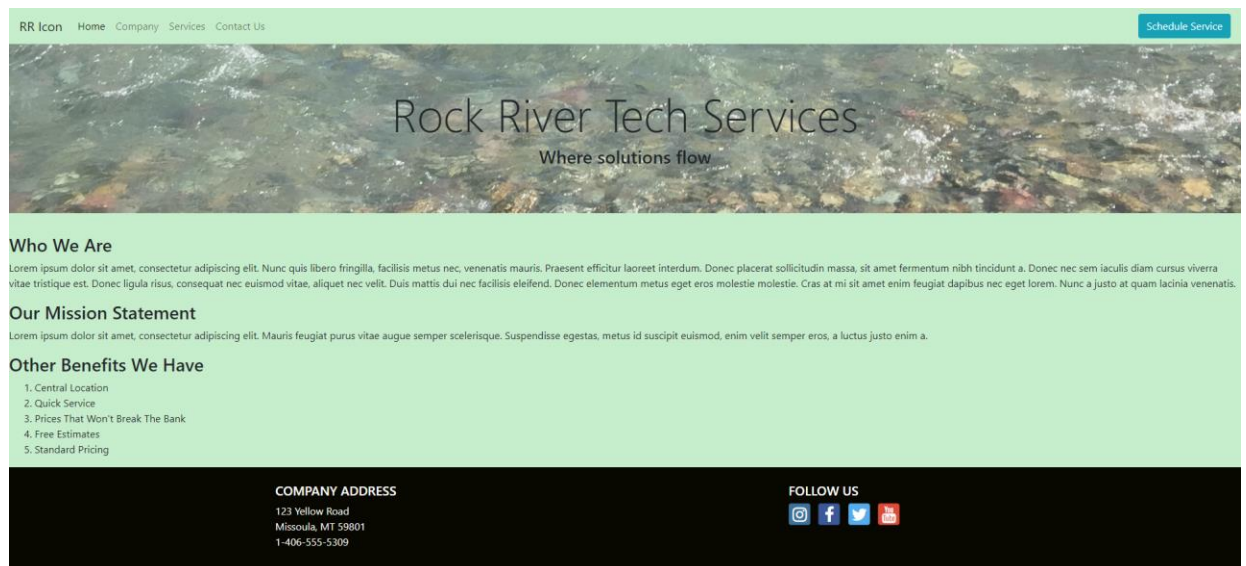 RR Icon Home Company Services Contact Us Schedule Service
Rock River Tech Services
Where solutions flow
Who We Are
Lorem ipsum dolor sit amet, consectetur adipiscing elit. Nunc quis libero fringilla, facilisis metus nec, venenatis mauris. Praesent efficitur laoreet interdum. Donec placerat sollicitudin massa, sit amet fermentum nibh tincidunt a. Donec nec sem iaculis diam cursus viverra
vitae tristique est. Donec ligula risus, consequat nec euismod vitae, aliquet nec velit. Duis mattis dui nec facilisis eleifend. Donec elementum metus eget eros molestie molestie. Cras at mi sit amet enim feugiat dapibus nec eget lorem. Nunc a justo at quam lacinia venenatis.
Our Mission Statement
Lorem ipsum dolor sit amet, consectetur adipiscing elit. Mauris feugiat purus vitae augue semper scelerisque. Suspendisse egestas, metus id suscipit euismod, enim velit semper eros, a luctus justo enim a.
Other Benefits We Have
1. Central Location
2. Quick Service
3. Prices That Won't Break The Bank
4. Free Estimates
5. Standard Pricing
COMPANY ADDRESS
123 Yellow Road
Missoula, MT 59801
1-406-555-5309
FOLLOW US
You Tube